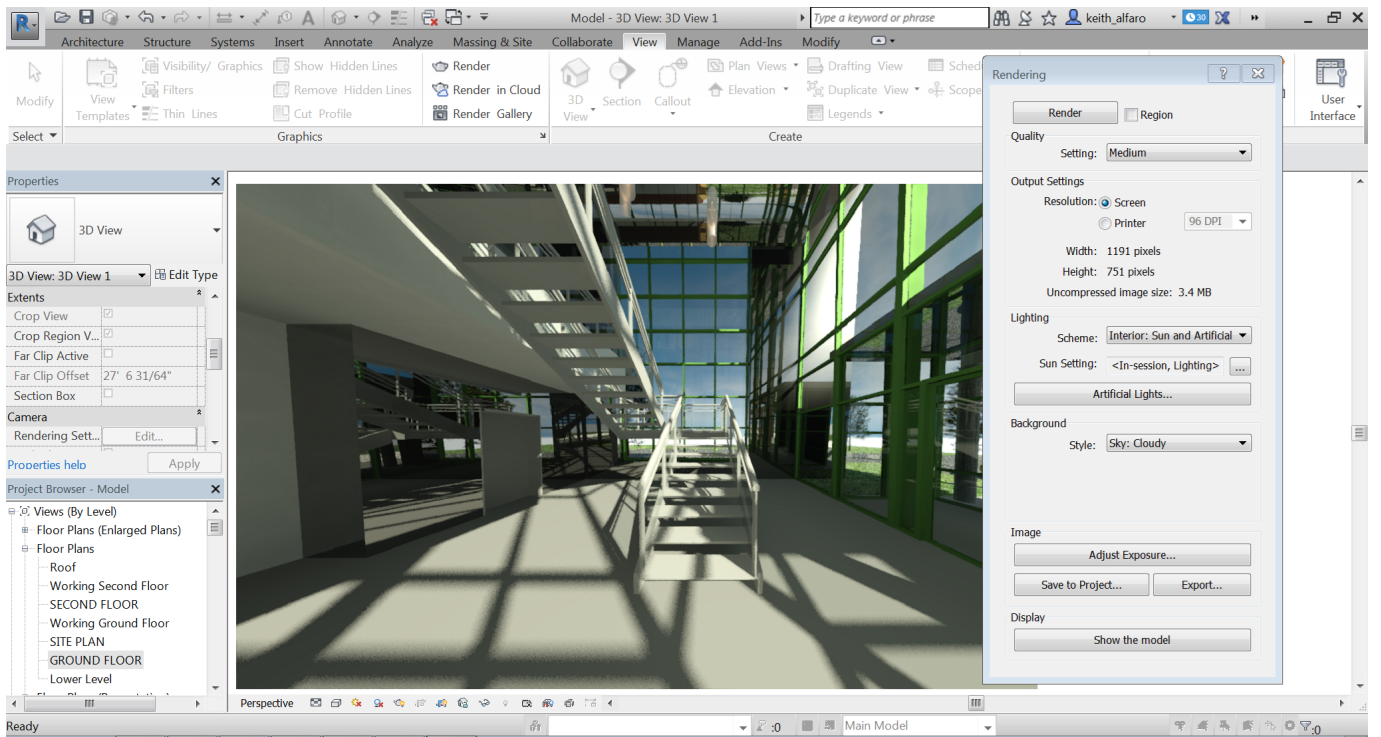 Model - 3D View: 3D View 1
Type a keyword or phrase
keith_alfaro
30
Architecture Structure Systems Insert Annotate Analyze Massing & Site Collaborate View Manage Add-Ins Modify
Modify
View
Templates
Visibility/ Graphics
Filters
Thin Lines
Show Hidden Lines
Remove Hidden Lines
Cut Profile
Render
Render in Cloud
Render Gallery
3D
View
Section
Callout
Plan Views
Elevation
Drafting View
Duplicate View
Legends
Sched
Scope
User
Interface
Select
Graphics
Create
Properties
3D View
3D View: 3D View 1
Edit Type
Extents
Crop View
Crop Region V...
Far Clip Active
Far Clip Offset 27' 6 31/64"
Section Box
Camera
Rendering Sett... Edit...
Properties help
Apply
Project Browser - Model
Views (By Level)
Floor Plans (Enlarged Plans)
Floor Plans
Roof
Working Second Floor
SECOND FLOOR
Working Ground Floor
SITE PLAN
GROUND FLOOR
Lower Level
Rendering
Render
Region
Quality
Setting: Medium
Output Settings
Resolution: Screen
Printer 96 DPI
Width: 1191 pixels
Height: 751 pixels
Uncompressed image size: 3.4 MB
Lighting
Scheme: Interior: Sun and Artificial
Sun Setting: <In-session, Lighting> ...
Artificial Lights...
Background
Style: Sky: Cloudy
Image
Adjust Exposure...
Save to Project... Export...
Display
Show the model
Perspective
Ready
:0
Main Model
:0